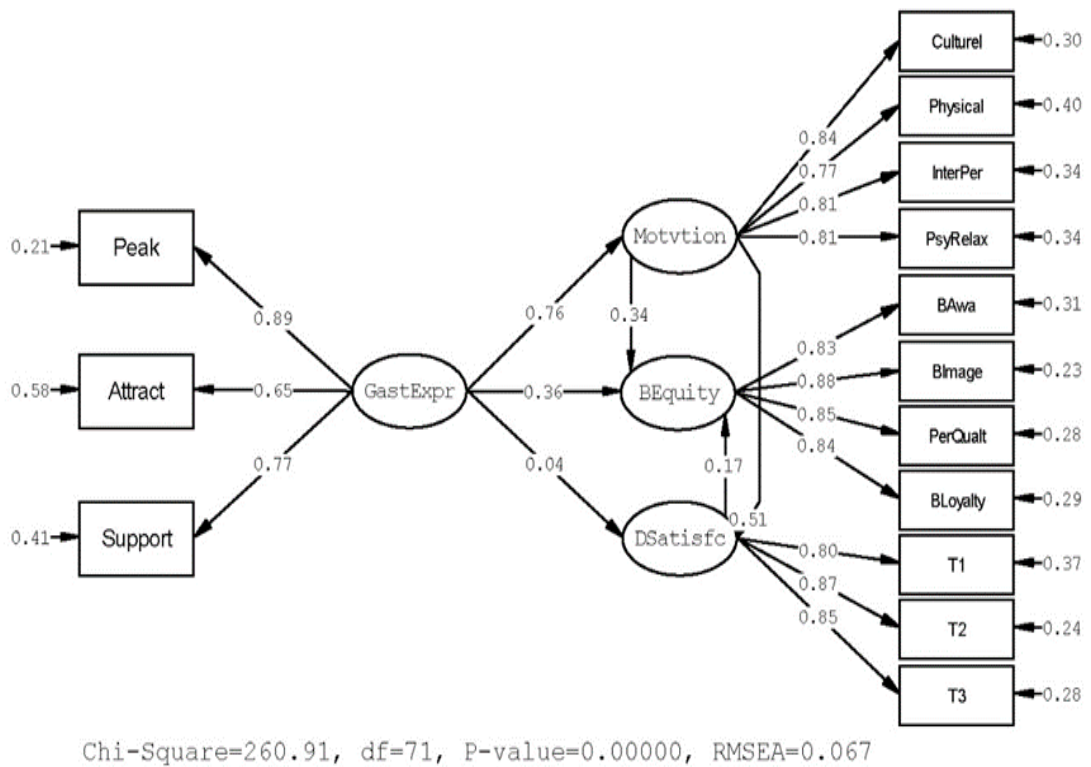 Culturel
0.30
Physical
0.40
0.84
0.77
InterPer
0.34
0.81
0.21
Peak
Motvtion
0.81
PsyRelax
0.34
0.89
0.76
0.34
BAwa
0.31
0.83
0.58
Attract
0.65
GastExpr
0.36
BEquity
0.88
BImage
0.23
0.85
PerQualt
0.28
0.84
0.77
0.04
0.17
BLoyalty
0.29
0.41
Support
DSatisfc
0.51
0.80
T1
0.37
0.87
0.85
T2
0.24
T3
0.28
Chi-Square=260.91, df=71, P-value=0.00000, RMSEA=0.067